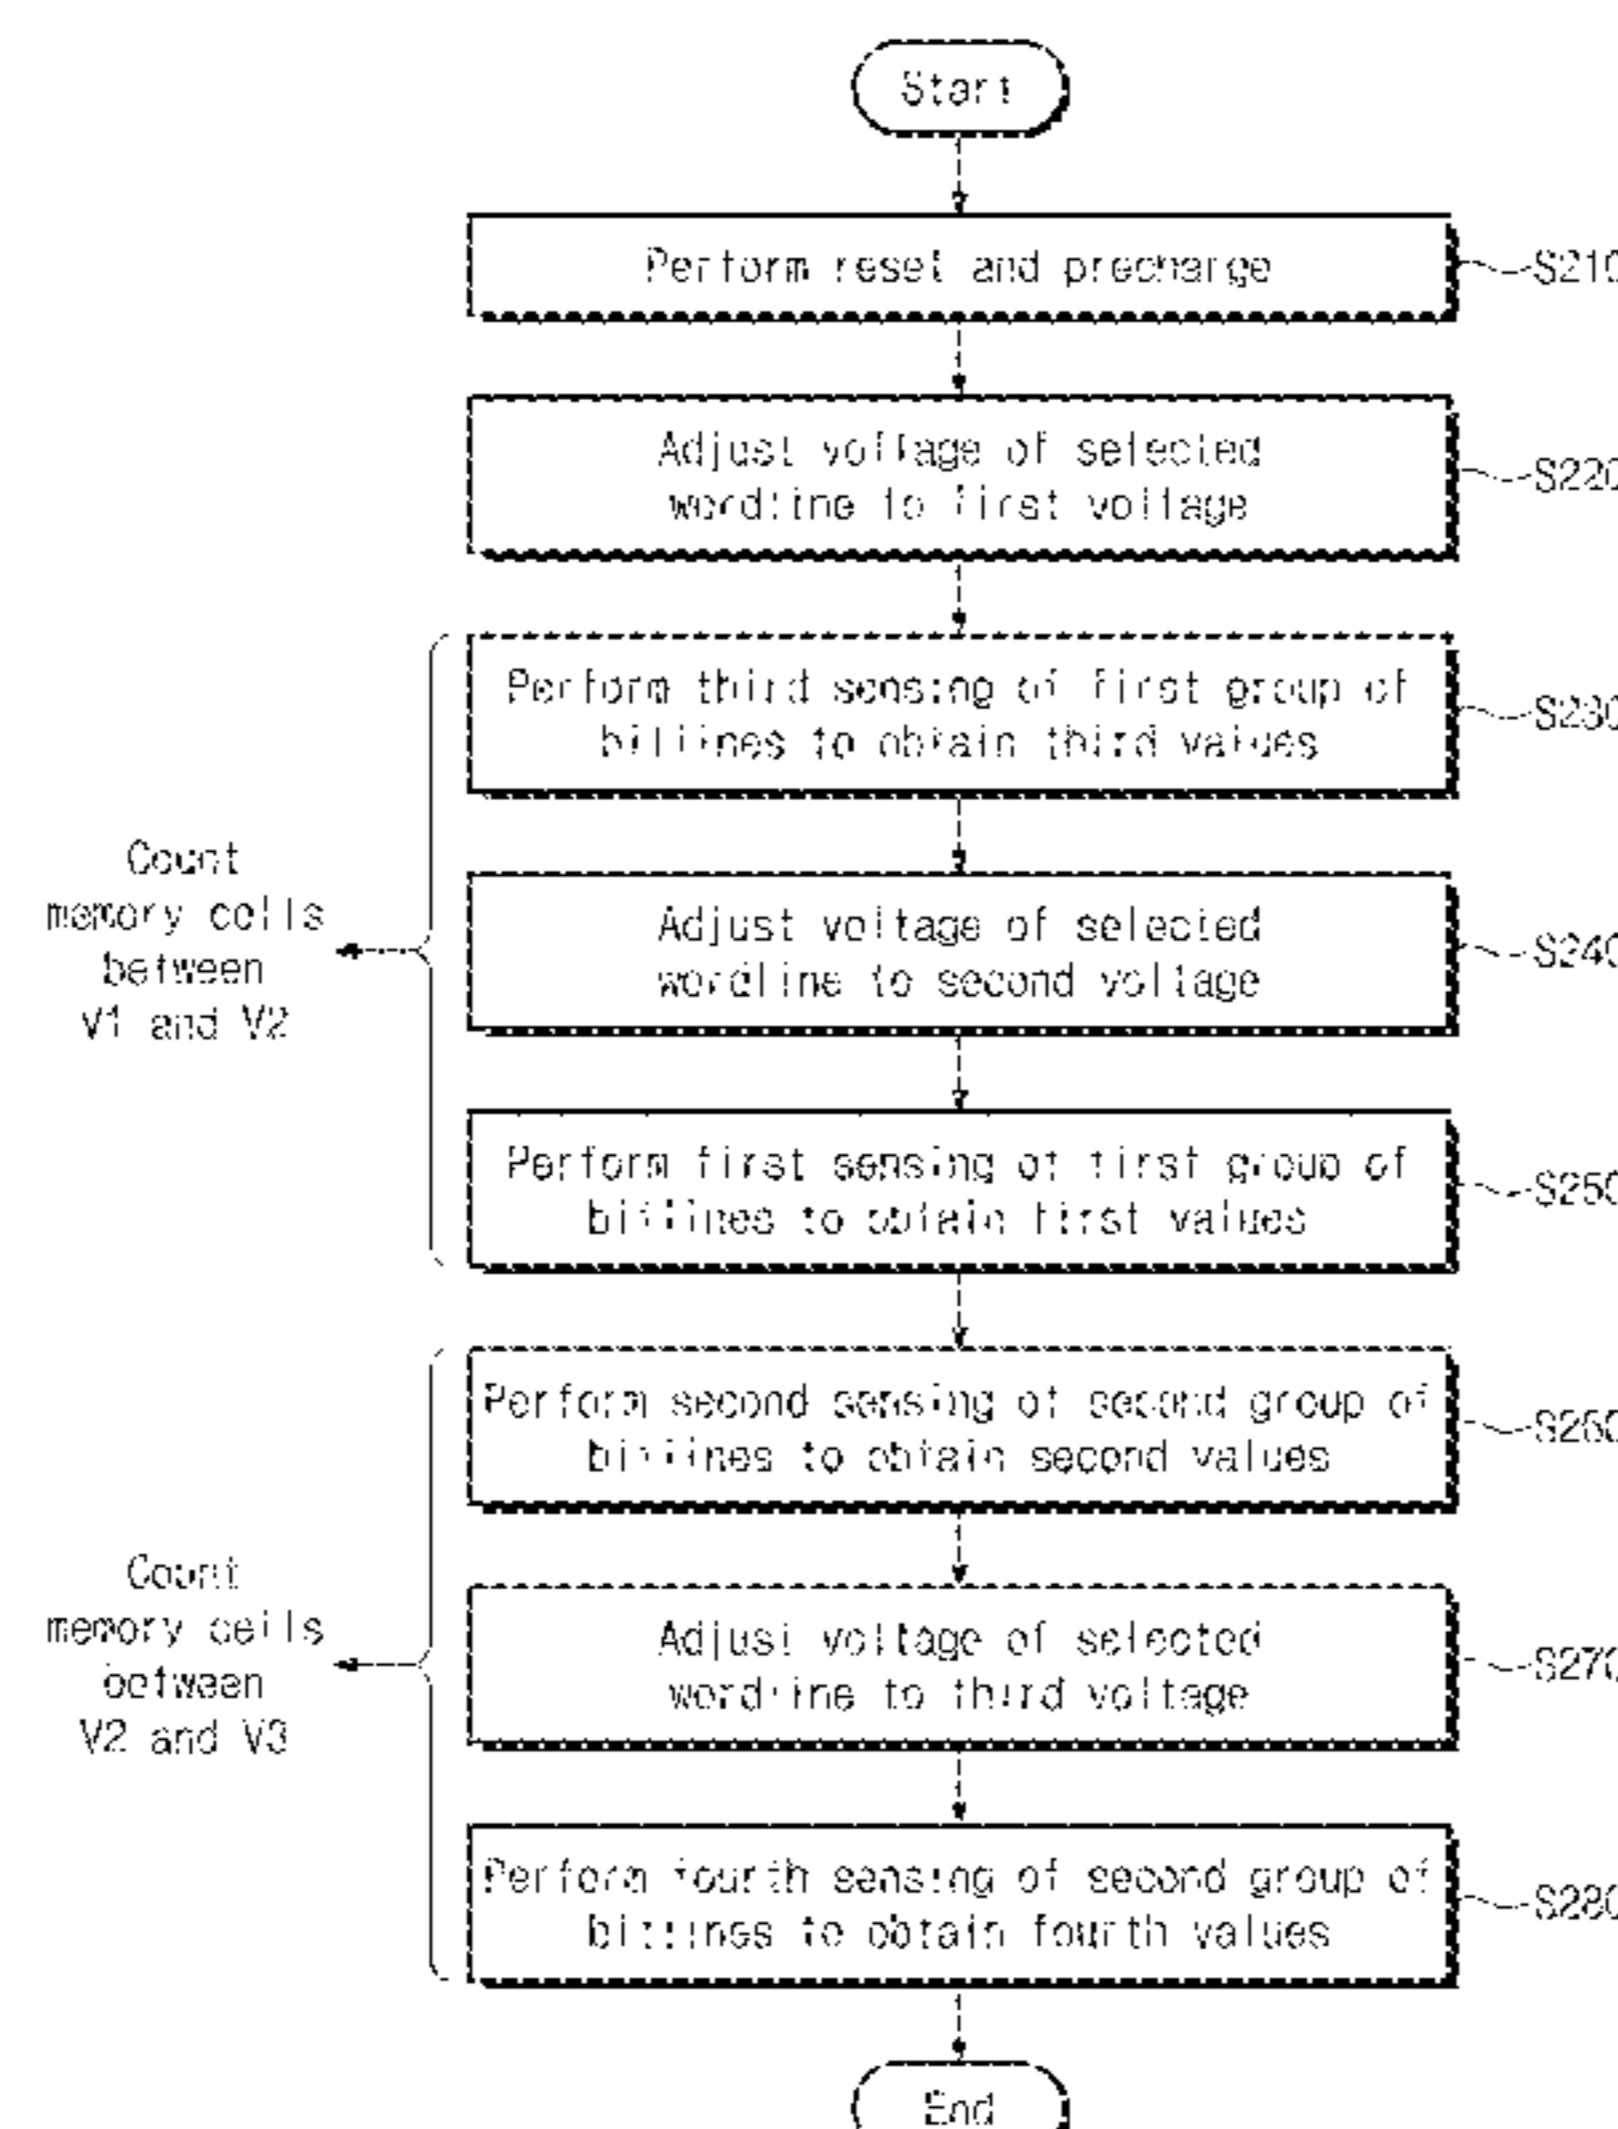 Start
Perform reset and precharge
S210
Adjust voltage of selected
wordline to first voltage
S220
Perform third sensing of first group of
bitlines to obtain third values
S230
Adjust voltage of selected
wordline to second voltage
S240
Perform first sensing of first group of
bitlines to obtain first values
S250
Count
memory cells
between
V1 and V2
Perform second sensing of second group of
bitlines to obtain second values
S260
Adjust voltage of selected
wordline to third voltage
S270
Perform fourth sensing of second group of
bitlines to obtain fourth values
S280
Count
memory cells
between
V2 and V3
End